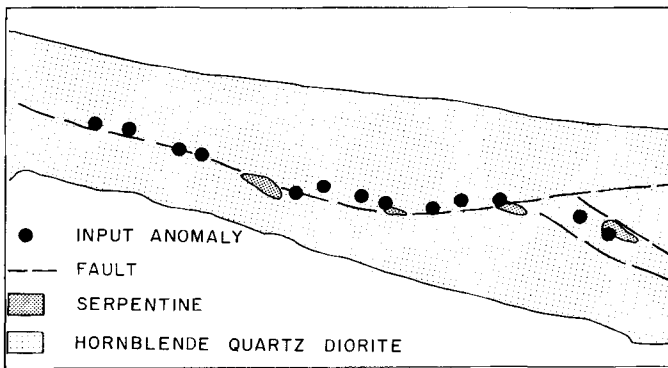 INPUT ANOMALY
FAULT
SERPENTINE
HORNBLENDE QUARTZ DIORITE